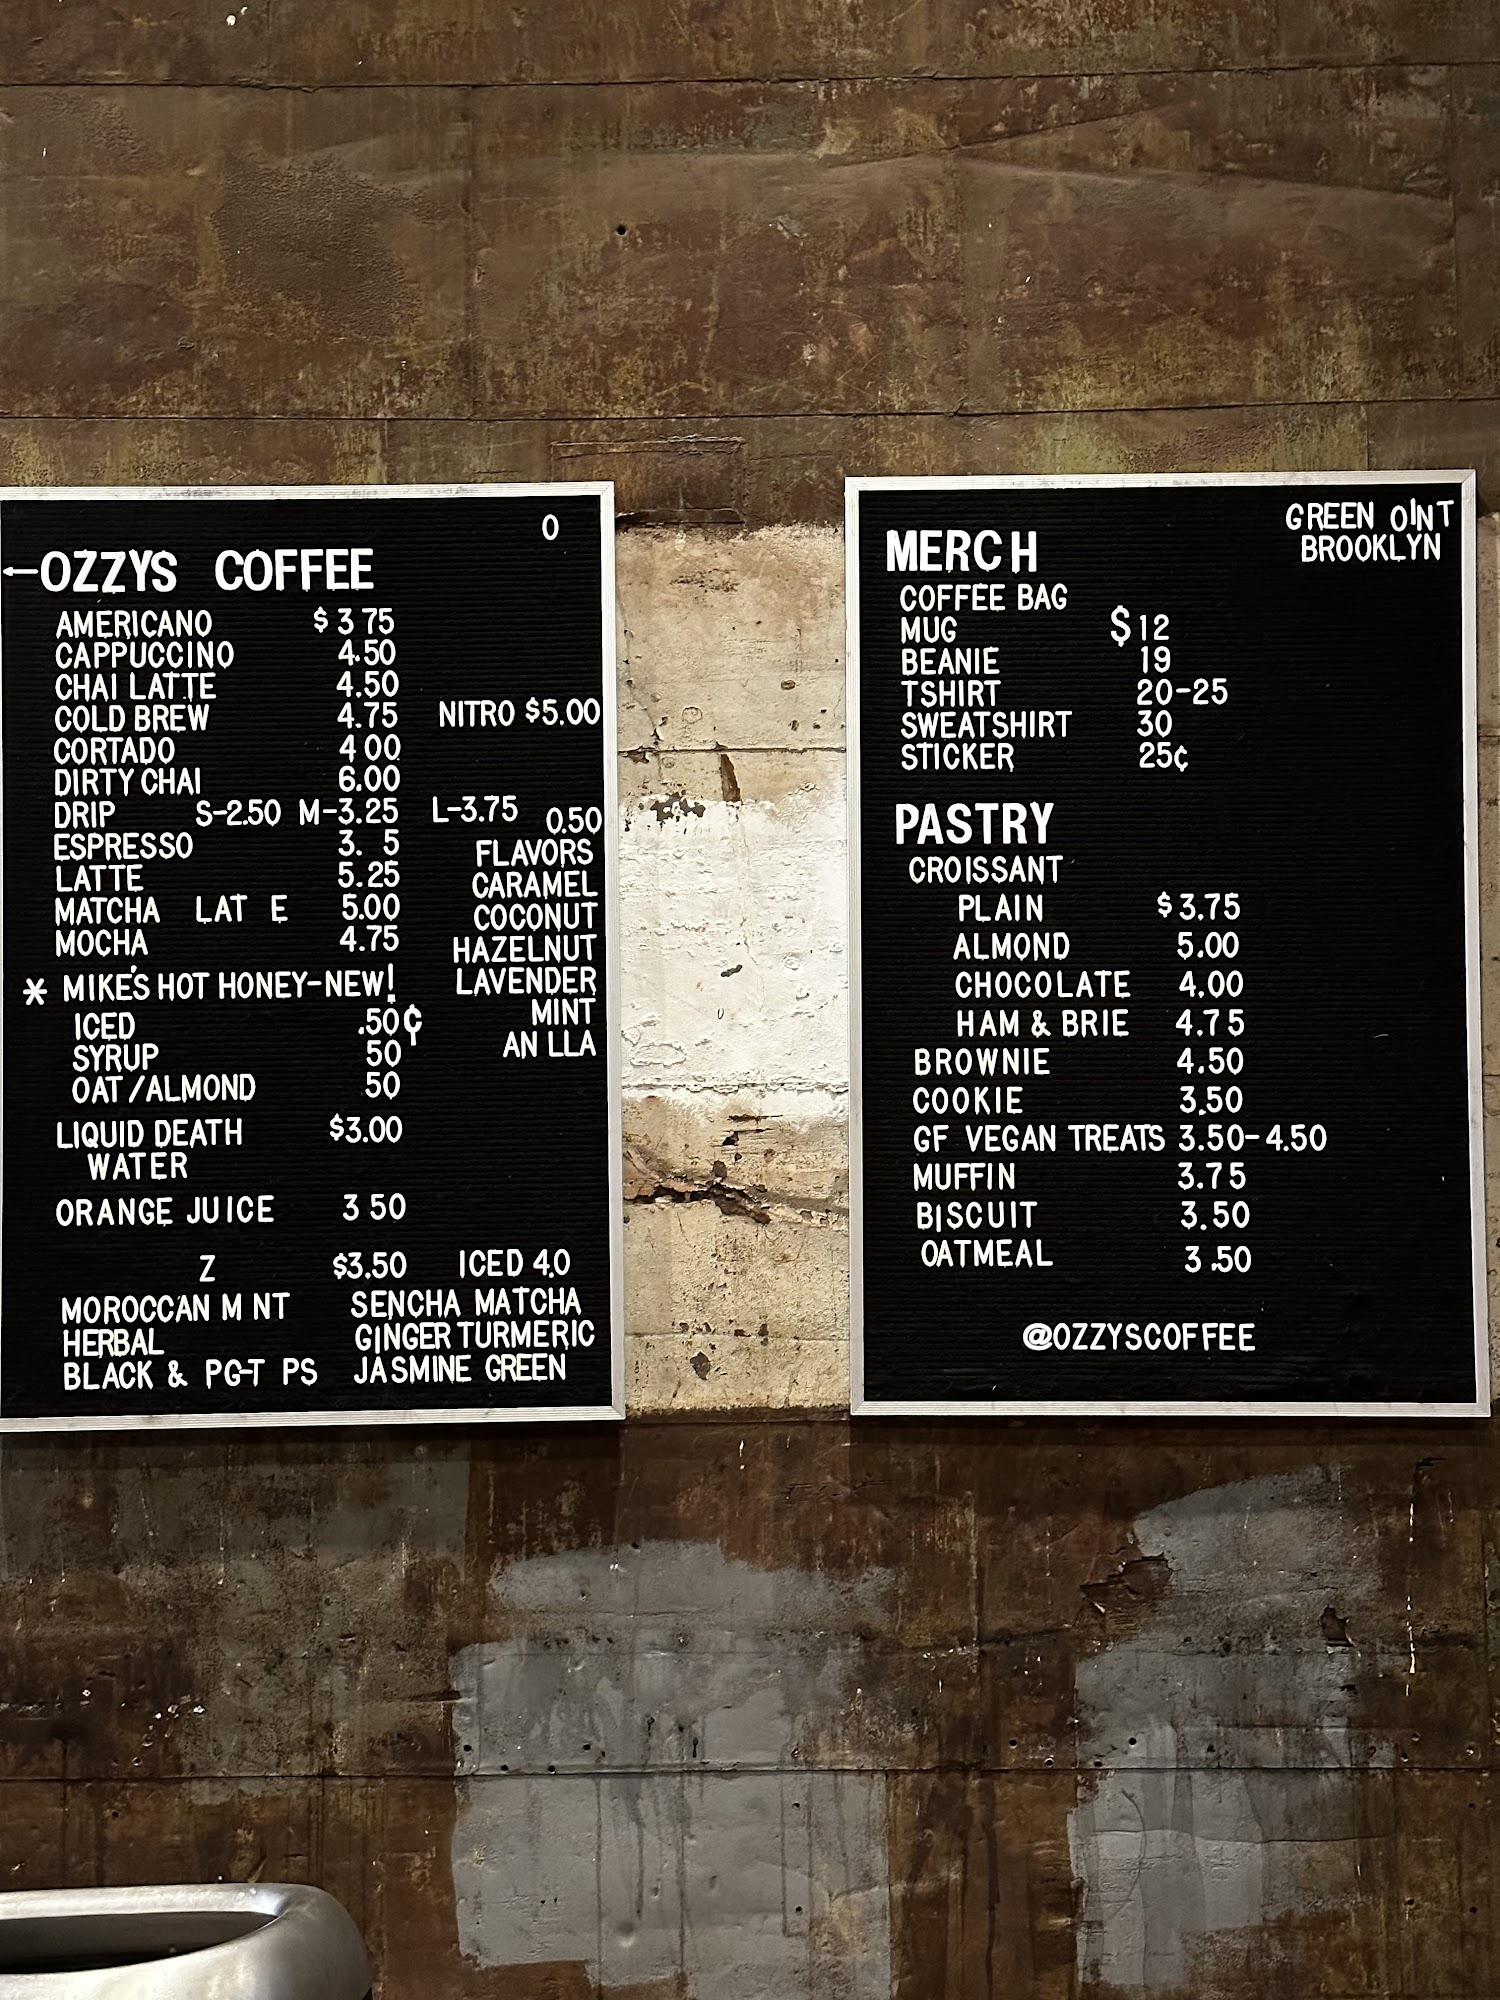 O
←OZZYS COFFEE
AMERICANO $ 3 75
CAPPUCCINO 4.50
CHAI LATTE 4.50
COLD BREW 4.75 NITRO $5.00
CORTADO 4 00
DIRTY CHAI 6.00
DRIP S-2.50 M-3.25 L-3.75 0.50
ESPRESSO 3. 5 FLAVORS
LATTE 5.25 CARAMEL
MATCHA LAT E 5.00 COCONUT
MOCHA 4.75 HAZELNUT
* MIKE'S HOT HONEY-NEW! LAVENDER
ICED .50¢ MINT
SYRUP 50 AN LLA
OAT/ALMOND 50
LIQUID DEATH $3.00
WATER
ORANGE JUICE 3 50
Z $3.50 ICED 4.0
MOROCCAN M NT SENCHA MATCHA
HERBAL GINGER TURMERIC
BLACK & PG-T PS JASMINE GREEN
GREEN OINT
BROOKLYN
MERCH
COFFEE BAG
MUG $12
BEANIE 19
TSHIRT 20-25
SWEATSHIRT 30
STICKER 25¢
PASTRY
CROISSANT
PLAIN $3.75
ALMOND 5.00
CHOCOLATE 4.00
HAM & BRIE 4.75
BROWNIE 4.50
COOKIE 3.50
GF VEGAN TREATS 3.50-4.50
MUFFIN 3.75
BISCUIT 3.50
OATMEAL 3.50
@OZZYSCOFFEE